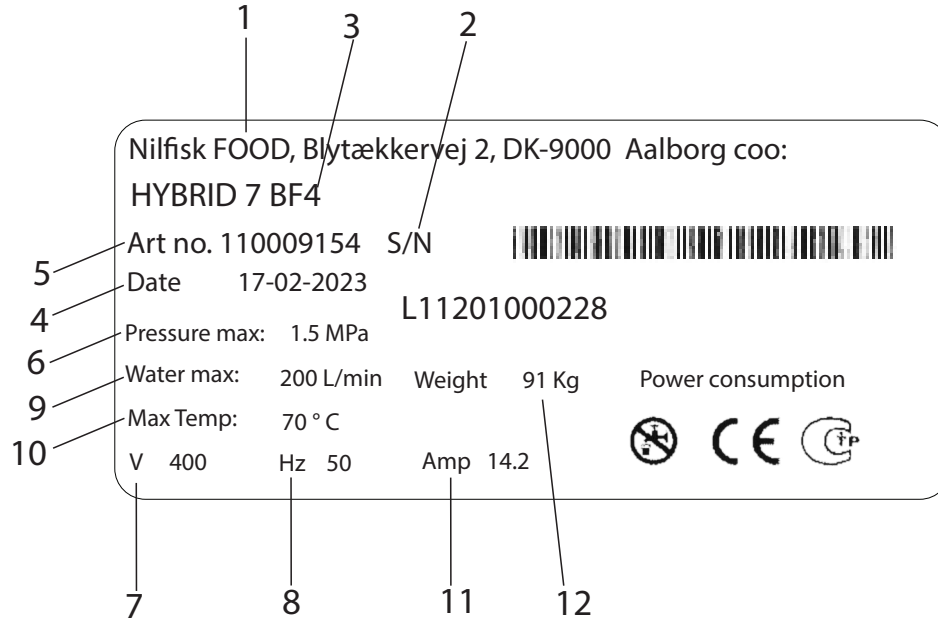 1 3 2
Nilfisk FOOD, Blytækkervej 2, DK-9000 Aalborg coo:
HYBRID 7 BF4
5 Art no. 110009154 S/N
4 Date 17-02-2023
L11201000228
6 Pressure max: 1.5 MPa
9 Water max: 200 L/min Weight 91 Kg Power consumption
10 Max Temp: 70 ° C
V 400 Hz 50 Amp 14.2
CE
7 8 11 12